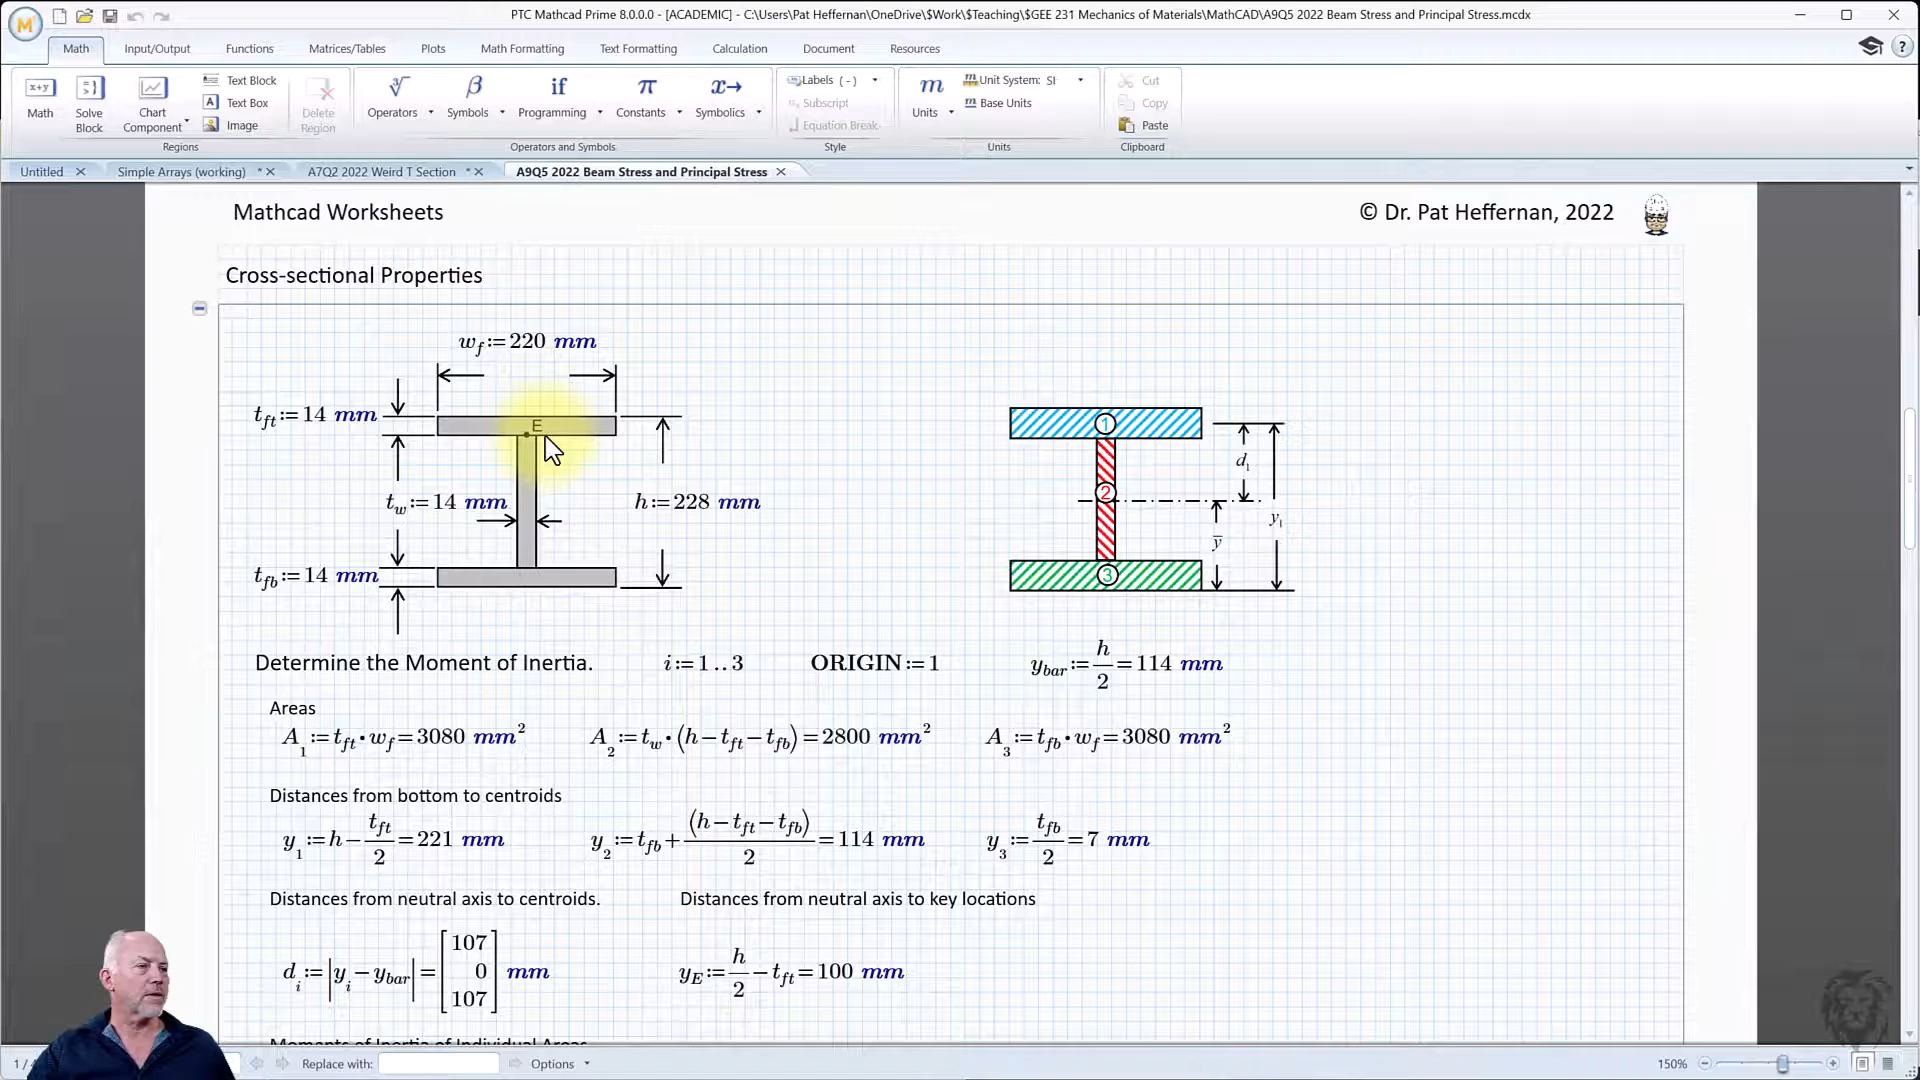 PTC Mathcad Prime 8.0.0.0 - [ACADEMIC] - C:\Users\Pat Heffernan\OneDrive\$Work\$Teaching\$GEE 231 Mechanics of Materials\MathCAD\A9Q5 2022 Beam Stress and Principal Stress.mcdx
Math Input/Output Functions Matrices/Tables Plots Math Formatting Text Formatting Calculation Document Resources
Math Solve Block Chart Component Text Block Text Box Image Delete Region
Operators Symbols Programming Constants Symbolics
Labels ( - ) Subscript Equation Break
Units Unit System: SI Base Units
Cut Copy Paste
Regions Operators and Symbols Style Units Clipboard
Untitled Simple Arrays (working) * A7Q2 2022 Weird T Section * A9Q5 2022 Beam Stress and Principal Stress
Mathcad Worksheets © Dr. Pat Heffernan, 2022
Cross-sectional Properties
w_f:=220 mm
t_ft:=14 mm
E
1
d_1
t_w:=14 mm h:=228 mm
2
y_1
ȳ
t_fb:=14 mm
3
Determine the Moment of Inertia. i:=1..3 ORIGIN:=1 y_bar:=h/2=114 mm
Areas
A_1:=t_ft•w_f=3080 mm² A_2:=t_w•(h−t_ft−t_fb)=2800 mm² A_3:=t_fb•w_f=3080 mm²
Distances from bottom to centroids
y_1:=h−t_ft/2=221 mm y_2:=t_fb+(h−t_ft−t_fb)/2=114 mm y_3:=t_fb/2=7 mm
Distances from neutral axis to centroids. Distances from neutral axis to key locations
d_i:=|y_i−y_bar|=[107 0 107] mm y_E:=h/2−t_ft=100 mm
Moments of Inertia of Individual Areas
1 / Replace with: Options 150%